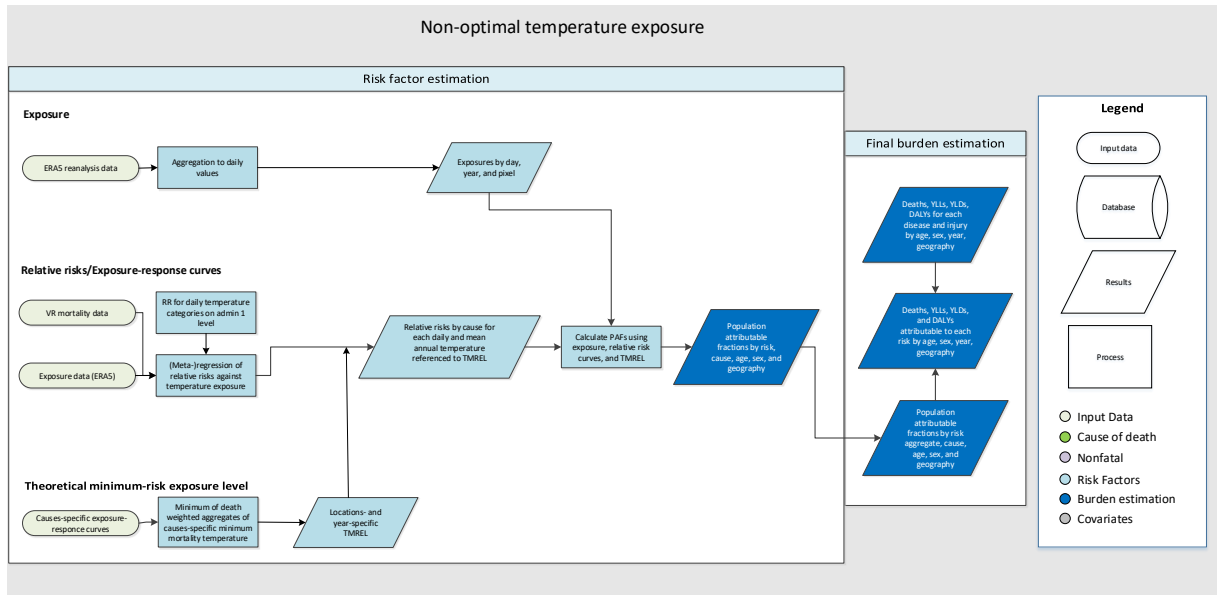 Non-optimal temperature exposure
Risk factor estimation
Exposure
ERA5 reanalysis data
Aggregation to daily
values
Exposures by day,
year, and pixel
Relative risks/Exposure-response curves
VR mortality data
RR for daily temperature
categories on admin 1
level
Exposure data (ERA5)
(Meta-)regression of
relative risks against
temperature exposure
Relative risks by cause for
each daily and mean
annual temperature
referenced to TMREL
Calculate PAFs using
exposure, relative risk
curves, and TMREL
Population
attributable
fractions by risk,
cause, age, sex, and
geography
Theoretical minimum-risk exposure level
Causes-specific exposure-
responce curves
Minimum of death
weighted aggregates of
causes-specific minimum
mortality temperature
Locations- and
year-specific
TMREL
Final burden estimation
Deaths, YLLs, YLDs,
DALYs for each
disease and injury
by age, sex, year,
geography
Deaths, YLLs, YLDs,
and DALYs
attributable to each
risk by age, sex, year,
geography
Population
attributable
fractions by risk
aggregate, cause,
age, sex, and
geography
Legend
Input data
Database
Results
Process
Input Data
Cause of death
Nonfatal
Risk Factors
Burden estimation
Covariates